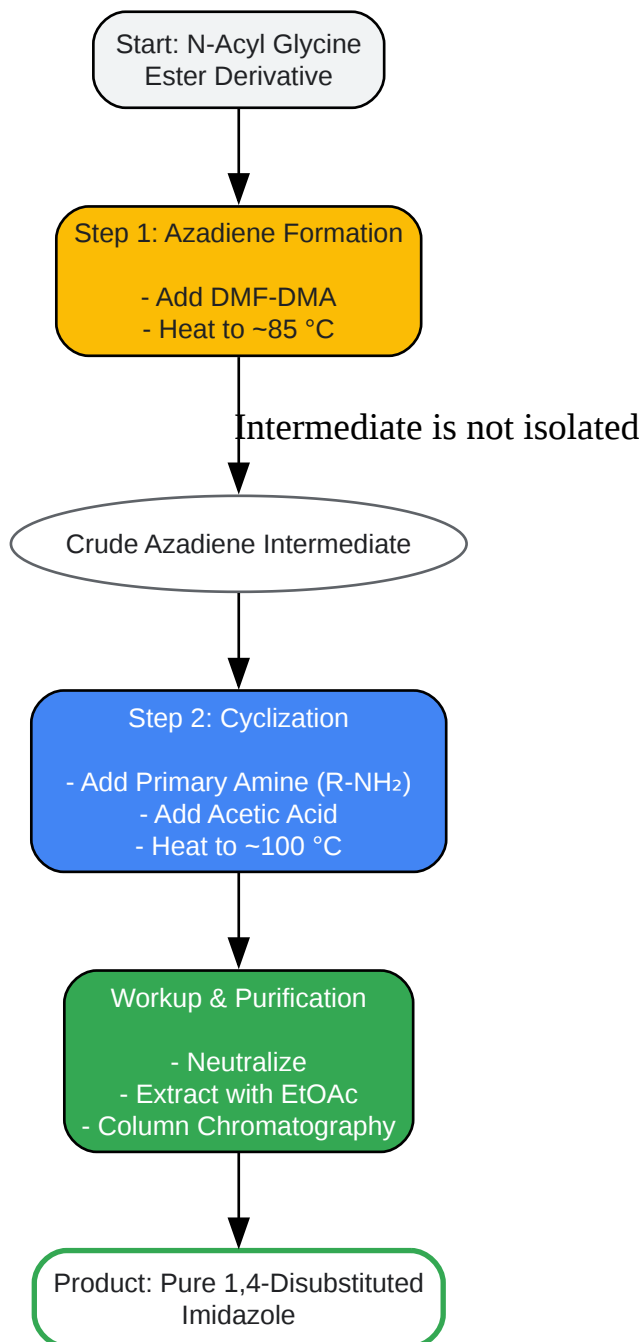 Start: N-Acyl Glycine
Ester Derivative
Step 1: Azadiene Formation
- Add DMF-DMA
- Heat to ~85 °C
Intermediate is not isolated
Crude Azadiene Intermediate
Step 2: Cyclization
- Add Primary Amine (R-NH₂)
- Add Acetic Acid
- Heat to ~100 °C
Workup & Purification
- Neutralize
- Extract with EtOAc
- Column Chromatography
Product: Pure 1,4-Disubstituted
Imidazole